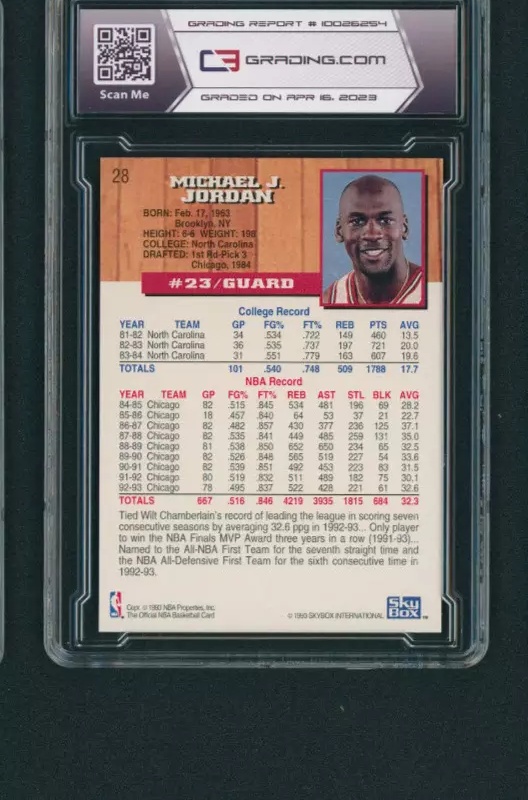 GRADING REPORT # 10026254
C3 GRADING.COM
Scan Me
GRADED ON APR 16, 2023
28
MICHAEL J.
JORDAN
BORN: Feb. 17, 1963
Brooklyn, NY
HEIGHT: 6-6 WEIGHT: 198
COLLEGE: North Carolina
DRAFTED: 1st Rd-Pick 3
Chicago, 1984
#23/GUARD
College Record
YEAR TEAM GP FG% FT% REB PTS AVG
81-82 North Carolina 34 .534 .722 149 460 13.5
82-83 North Carolina 36 .535 .737 197 721 20.0
83-84 North Carolina 31 .551 .779 163 607 19.6
TOTALS 101 .540 .748 509 1788 17.7
NBA Record
YEAR TEAM GP FG% FT% REB AST STL BLK AVG
84-85 Chicago 82 .515 .845 534 481 196 69 28.2
85-86 Chicago 18 .457 .840 64 53 37 21 22.7
86-87 Chicago 82 .482 .857 430 377 236 125 37.1
87-88 Chicago 82 .535 .841 449 485 259 131 35.0
88-89 Chicago 81 .538 .850 652 650 234 65 32.5
89-90 Chicago 82 .526 .848 565 519 227 54 33.6
90-91 Chicago 82 .539 .851 492 453 223 83 31.5
91-92 Chicago 80 .519 .832 511 489 182 75 30.1
92-93 Chicago 78 .495 .837 522 428 221 61 32.6
TOTALS 667 .516 .846 4219 3935 1815 684 32.3
Tied Wilt Chamberlain's record of leading the league in scoring seven
consecutive seasons by averaging 32.6 ppg in 1992-93... Only player
to win the NBA Finals MVP Award three years in a row (1991-93)...
Named to the All-NBA First Team for the seventh straight time and
the NBA All-Defensive First Team for the sixth consecutive time in
1992-93.
Copr. © 1993 NBA Properties, Inc.
The Official NBA Basketball Card
© 1993 SKYBOX INTERNATIONAL
SkyBox™